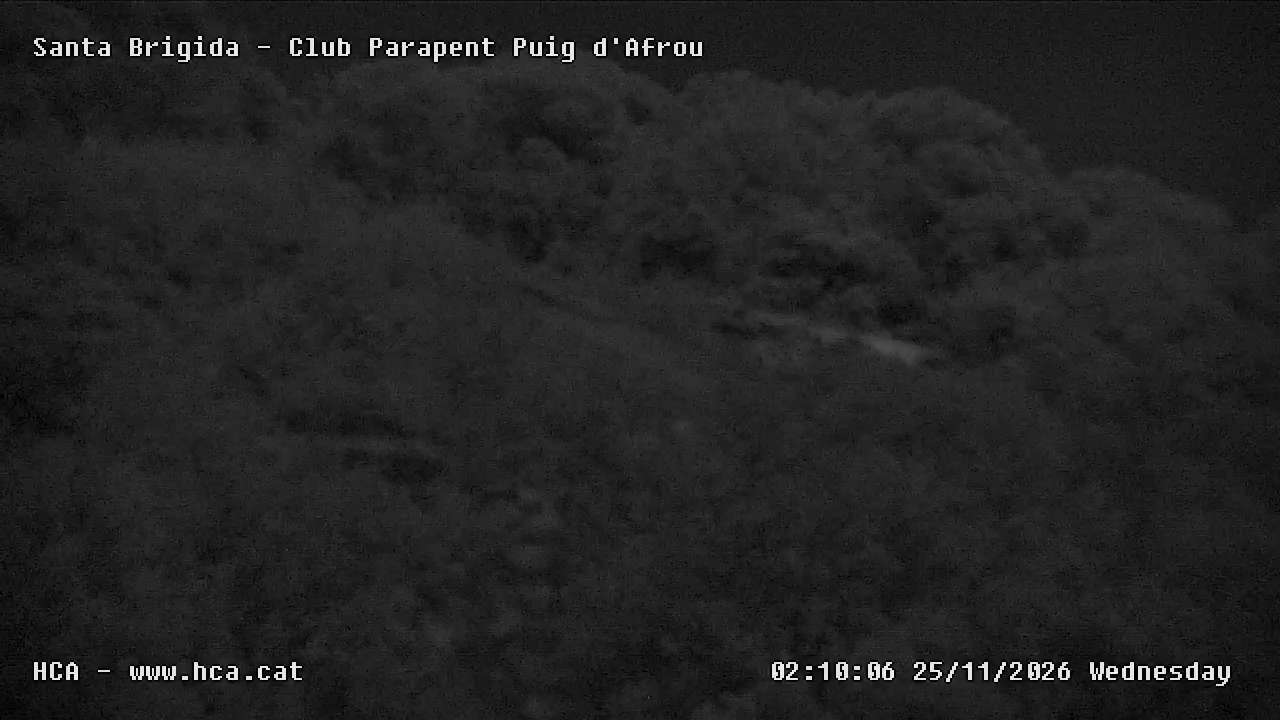 Santa Brigida - Club Parapent Puig d'Afrou
HCA - www.hca.cat
02:10:06 25/11/2026 Wednesday